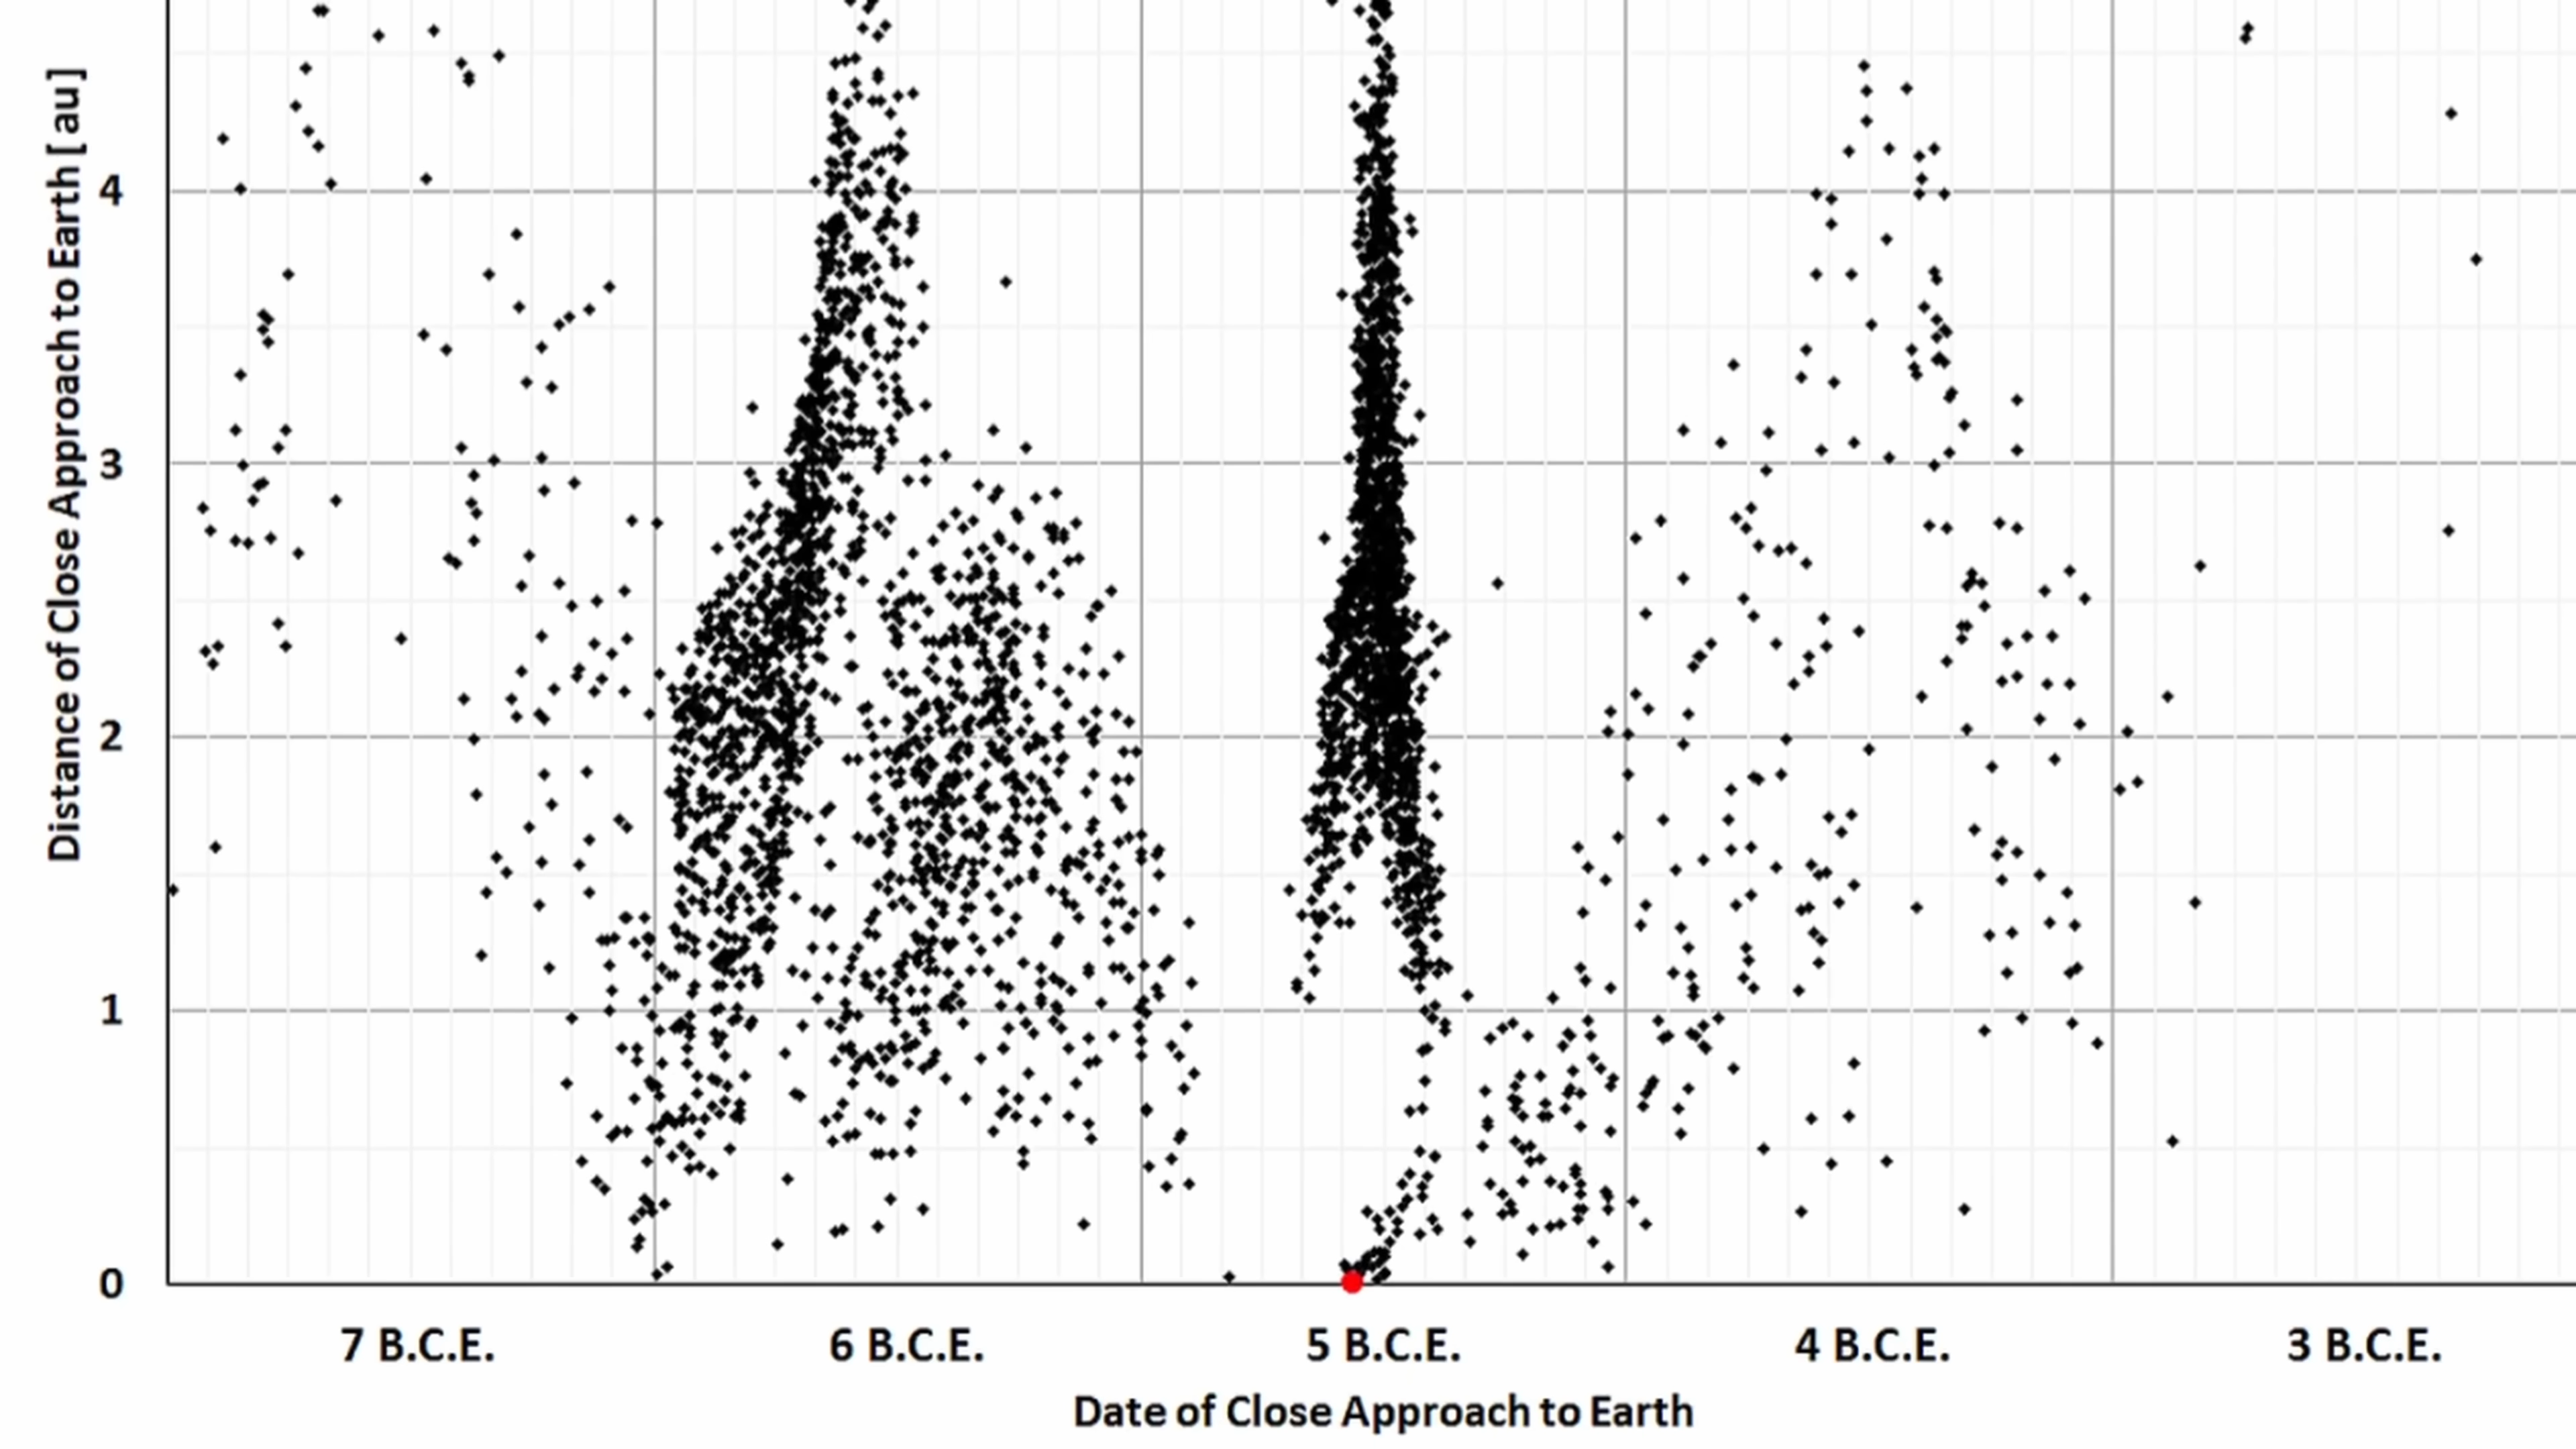 Distance of Close Approach to Earth [ au]
4
3
2
1
0
7 B.C.E.
6 B.C.E.
5 B.C.E.
4 B.C.E.
3 B.C.E.
Date of Close Approach to Earth